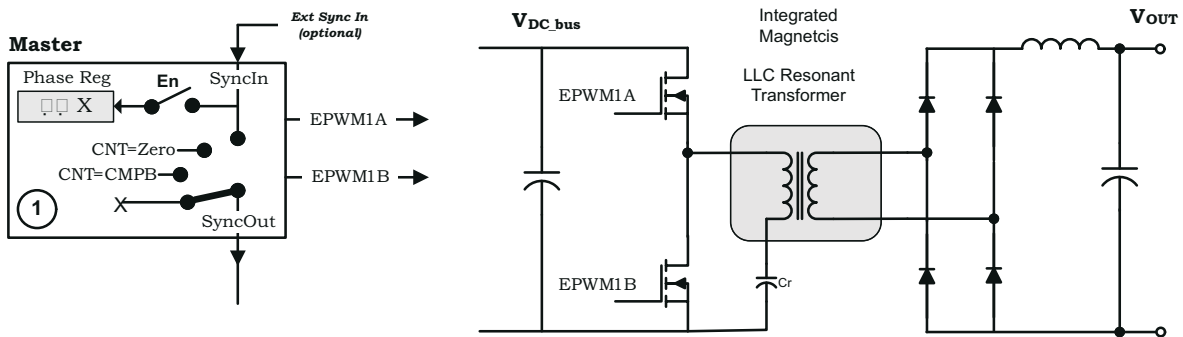 Ext Sync In
(optional)
Master
Phase Reg
En
SyncIn
X
EPWM1A
CNT=Zero
CNT=CMPB
EPWM1B
1
X
SyncOut
VDC_bus
Integrated
Magnetcis
LLC Resonant
Transformer
VOUT
EPWM1A
EPWM1B
Cr